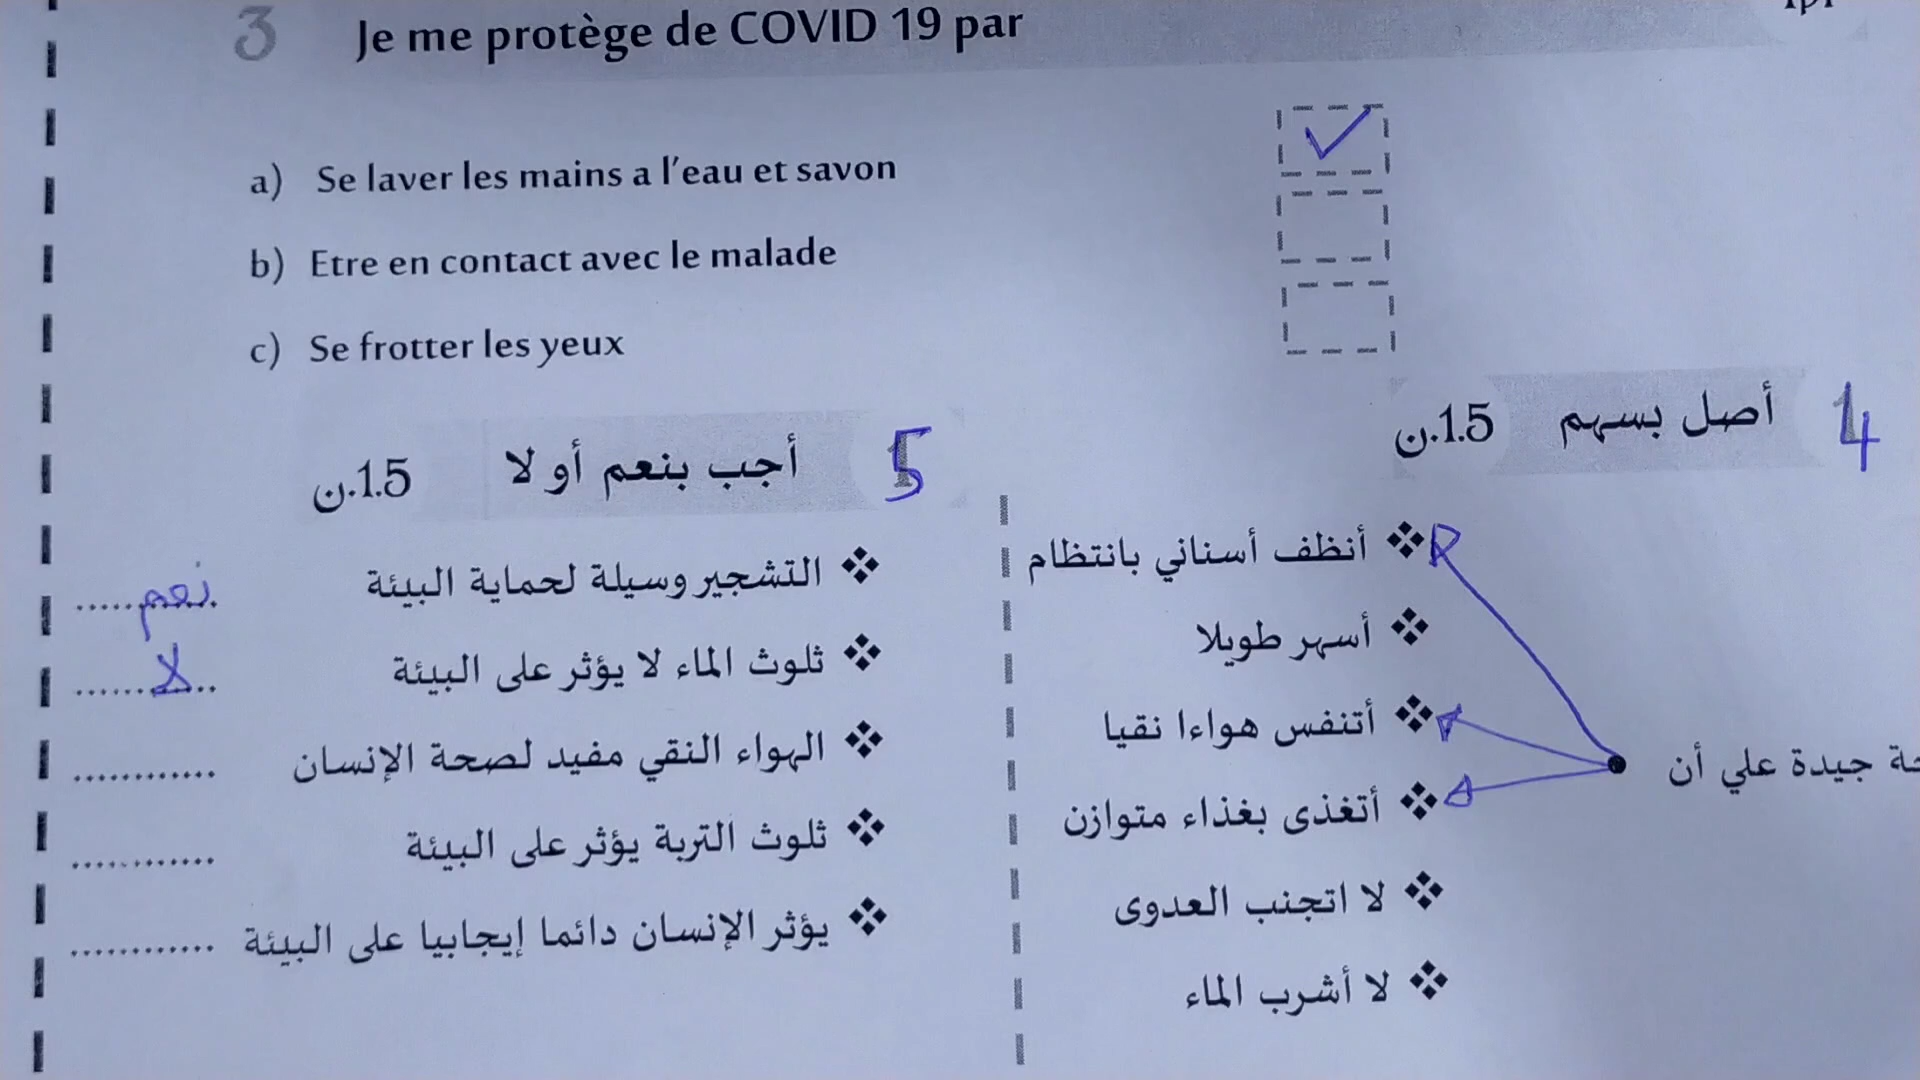 3 Je me protège de COVID 19 par
a) Se laver les mains a l'eau et savon
b) Etre en contact avec le malade
c) Se frotter les yeux
4 أصل بسهم 1.5.ن
❖ أنظف أسناني بانتظام
❖ أسهر طويلا
❖ أتنفس هواءا نقيا
جيدة علي أن
❖ أتغذى بغذاء متوازن
❖ لا اتجنب العدوى
❖ لا أشرب الماء
5 أجب بنعم أو لا 1.5.ن
❖ التشجير وسيلة لحماية البيئة نعم
❖ ثلوث الماء لا يؤثر على البيئة لا
❖ الهواء النقي مفيد لصحة الإنسان ............
❖ ثلوث التربة يؤثر على البيئة ............
❖ يؤثر الإنسان دائما إيجابيا على البيئة ............